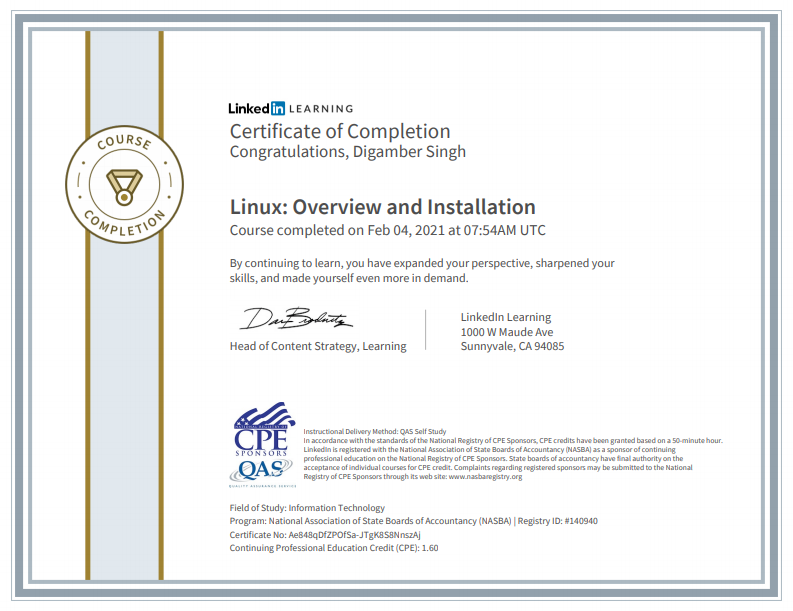 Linked in LEARNING
Certificate of Completion
Congratulations, Digamber Singh
COURSE
COMPLETION
Linux: Overview and Installation
Course completed on Feb 04, 2021 at 07:54AM UTC
By continuing to learn, you have expanded your perspective, sharpened your
skills, and made yourself even more in demand.
Head of Content Strategy, Learning
LinkedIn Learning
1000 W Maude Ave
Sunnyvale, CA 94085
NATIONAL REGISTRY OF
CPE
SPONSORS
QAS
QUALITY ASSURANCE SERVICE
Instructional Delivery Method: QAS Self Study
In accordance with the standards of the National Registry of CPE Sponsors, CPE credits have been granted based on a 50-minute hour.
LinkedIn is registered with the National Association of State Boards of Accountancy (NASBA) as a sponsor of continuing
professional education on the National Registry of CPE Sponsors. State boards of accountancy have final authority on the
acceptance of individual courses for CPE credit. Complaints regarding registered sponsors may be submitted to the National
Registry of CPE Sponsors through its web site: www.nasbaregistry.org
Field of Study: Information Technology
Program: National Association of State Boards of Accountancy (NASBA) | Registry ID: #140940
Certificate No: Ae848qDfZPOfSa-JTgK8S8NnszAj
Continuing Professional Education Credit (CPE): 1.60